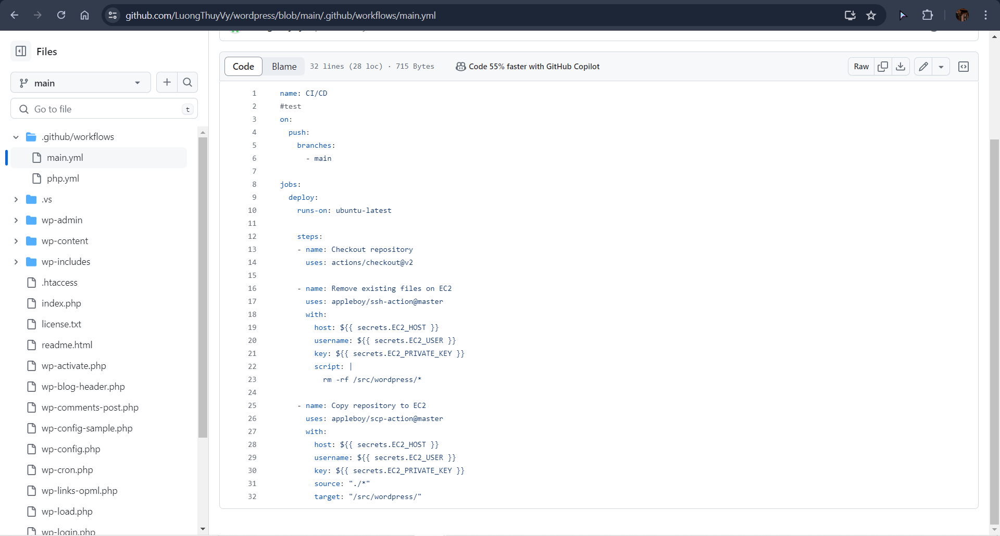 github.com/LuongThuyVy/wordpress/blob/main/.github/workflows/main.yml
Files
main
Go to file
t
.github/workflows
main.yml
php.yml
.vs
wp-admin
wp-content
wp-includes
.htaccess
index.php
license.txt
readme.html
wp-activate.php
wp-blog-header.php
wp-comments-post.php
wp-config-sample.php
wp-config.php
wp-cron.php
wp-links-opml.php
wp-load.php
wp-login.php
Code Blame 32 lines (28 loc) · 715 Bytes Code 55% faster with GitHub Copilot Raw
1 name: CI/CD
2 #test
3 on:
4 push:
5 branches:
6 - main
7
8 jobs:
9 deploy:
10 runs-on: ubuntu-latest
11
12 steps:
13 - name: Checkout repository
14 uses: actions/checkout@v2
15
16 - name: Remove existing files on EC2
17 uses: appleboy/ssh-action@master
18 with:
19 host: ${{ secrets.EC2_HOST }}
20 username: ${{ secrets.EC2_USER }}
21 key: ${{ secrets.EC2_PRIVATE_KEY }}
22 script: |
23 rm -rf /src/wordpress/*
24
25 - name: Copy repository to EC2
26 uses: appleboy/scp-action@master
27 with:
28 host: ${{ secrets.EC2_HOST }}
29 username: ${{ secrets.EC2_USER }}
30 key: ${{ secrets.EC2_PRIVATE_KEY }}
31 source: "./*"
32 target: "/src/wordpress/"